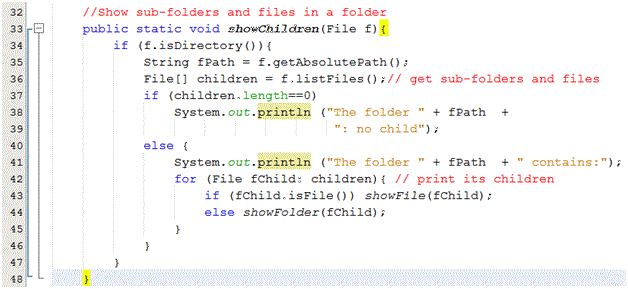 32 //Show sub-folders and files in a folder
33 public static void showChildren(File f){
34 if (f.isDirectory()){
35 String fPath = f.getAbsolutePath();
36 File[] children = f.listFiles();// get sub-folders and files
37 if (children.length==0)
38 System.out.println ("The folder " + fPath +
39 ": no child");
40 else {
41 System.out.println ("The folder " + fPath + " contains:");
42 for (File fChild: children){ // print its children
43 if (fChild.isFile()) showFile(fChild);
44 else showFolder(fChild);
45 }
46 }
47 }
48 }